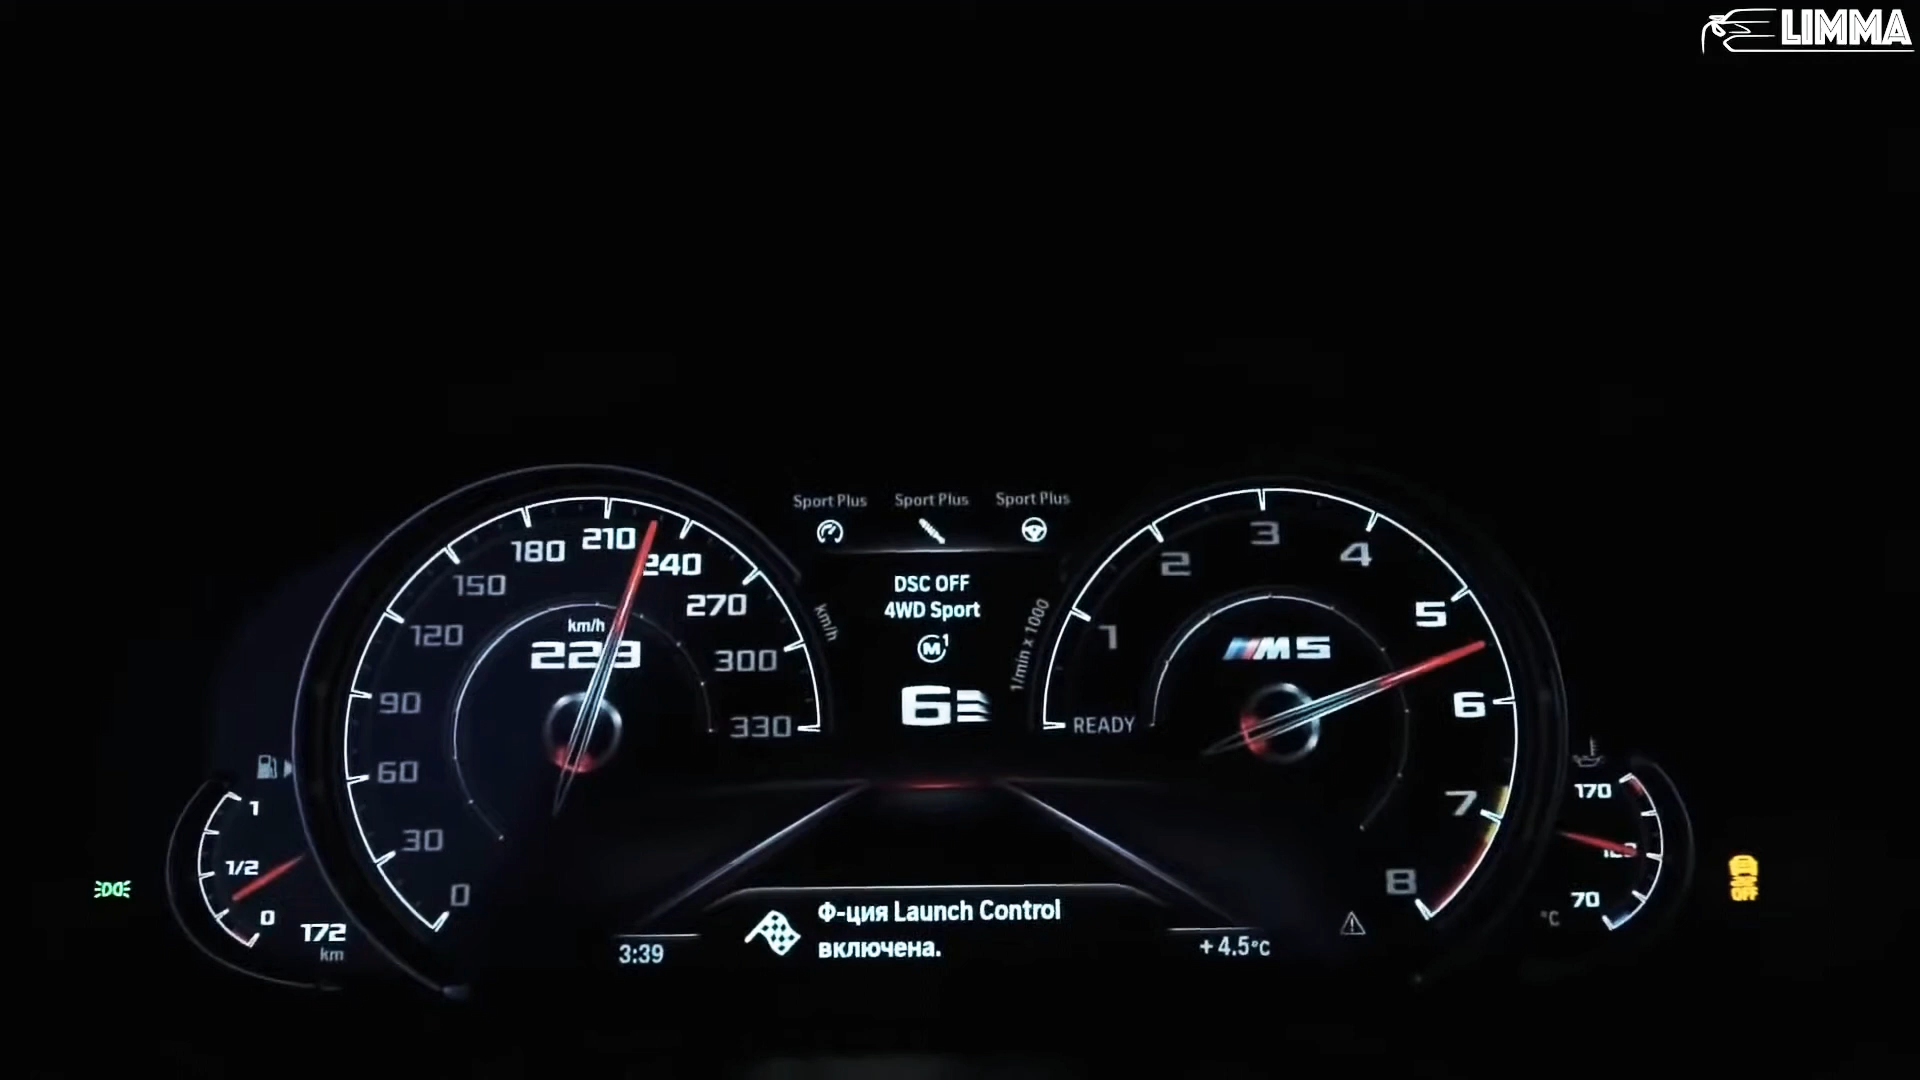 LIMMA
Sport Plus Sport Plus Sport Plus
DSC OFF
4WD Sport
M1
6
km/h
0
30
60
90
120
150
180
210
240
270
300
330
km/h
1/min x 1000
READY
1
2
3
4
5
6
7
8
M5
1
1/2
0
172
km
3:39
Ф-ция Launch Control
включена.
+4.5°C
170
70
°C